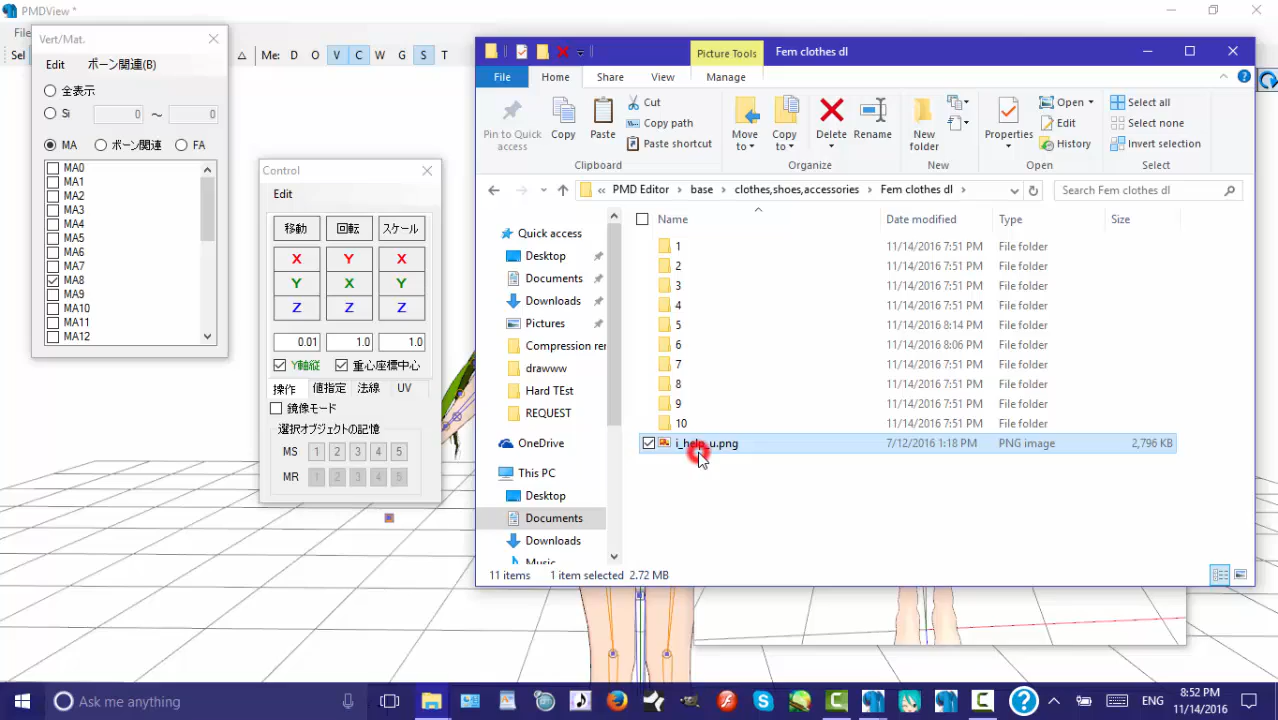 PMDView *
File
Sel
Me: D O V C W G S T
Vert/Mat.
Edit ボーン関連(B)
全表示
Si 0 ～ 0
MA ボーン関連 FA
MA0
MA1
MA2
MA3
MA4
MA5
MA6
MA7
MA8
MA9
MA10
MA11
MA12
Control
Edit
移動 回転 スケール
X Y X
Y X Y
Z Z Z
0.01 1.0 1.0
Y軸縦 重心座標中心
操作 値指定 法線 UV
鏡像モード
選択オブジェクトの記憶
MS 1 2 3 4 5
MR 1 2 3 4 5
Picture Tools Fem clothes dl
File Home Share View Manage
Pin to Quick access
Copy
Paste
Cut
Copy path
Paste shortcut
Clipboard
Move to
Copy to
Delete
Rename
Organize
New folder
New
Properties
Open
Edit
History
Open
Select all
Select none
Invert selection
Select
« PMD Editor › base › clothes,shoes,accessories › Fem clothes dl ›
Search Fem clothes dl
Quick access
Desktop
Documents
Downloads
Pictures
Compression rer
drawww
Hard TEst
REQUEST
OneDrive
This PC
Desktop
Documents
Downloads
Music
Name Date modified Type Size
1 11/14/2016 7:51 PM File folder
2 11/14/2016 7:51 PM File folder
3 11/14/2016 7:51 PM File folder
4 11/14/2016 7:51 PM File folder
5 11/14/2016 8:14 PM File folder
6 11/14/2016 8:06 PM File folder
7 11/14/2016 7:51 PM File folder
8 11/14/2016 7:51 PM File folder
9 11/14/2016 7:51 PM File folder
10 11/14/2016 7:51 PM File folder
i_help_u.png 7/12/2016 1:18 PM PNG image 2,796 KB
11 items 1 item selected 2.72 MB
Ask me anything
ENG
8:52 PM
11/14/2016